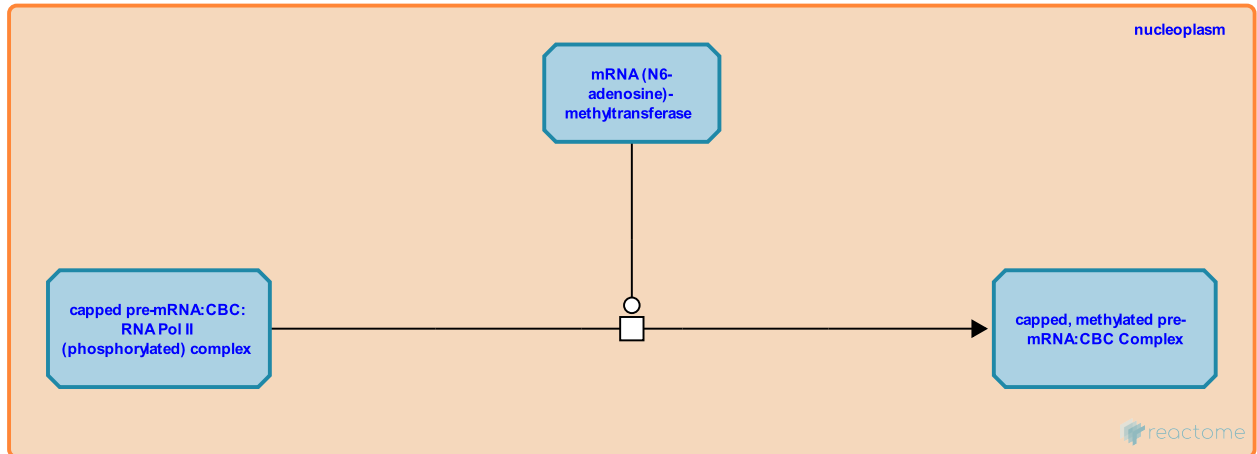 nucleoplasm
mRNA (N6-
adenosine)-
methyltransferase
capped pre-mRNA:CBC:
RNA Pol II
(phosphorylated) complex
capped, methylated pre-
mRNA:CBC Complex
reactome